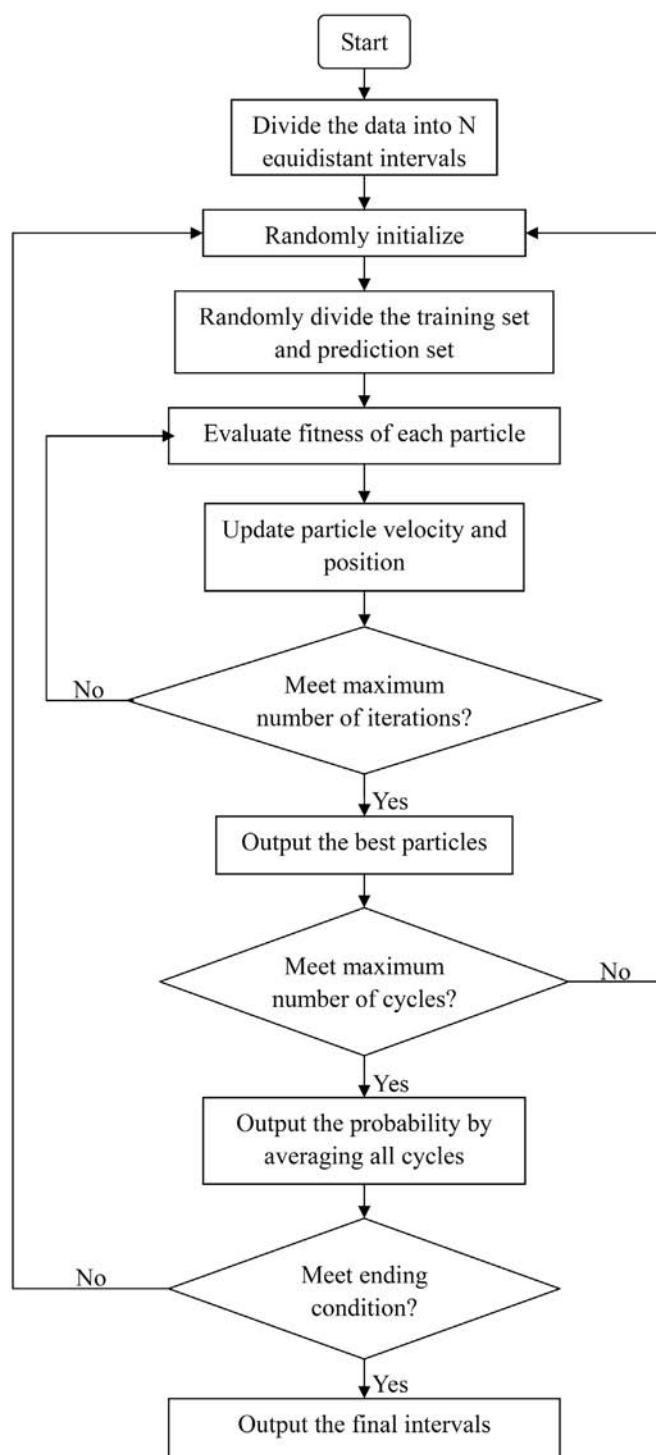 Start
Divide the data into N
equidistant intervals
Randomly initialize
Randomly divide the training set
and prediction set
Evaluate fitness of each particle
Update particle velocity and
position
No
Meet maximum
number of iterations?
Yes
Output the best particles
Meet maximum
number of cycles?
No
Yes
Output the probability by
averaging all cycles
No
Meet ending
condition?
Yes
Output the final intervals